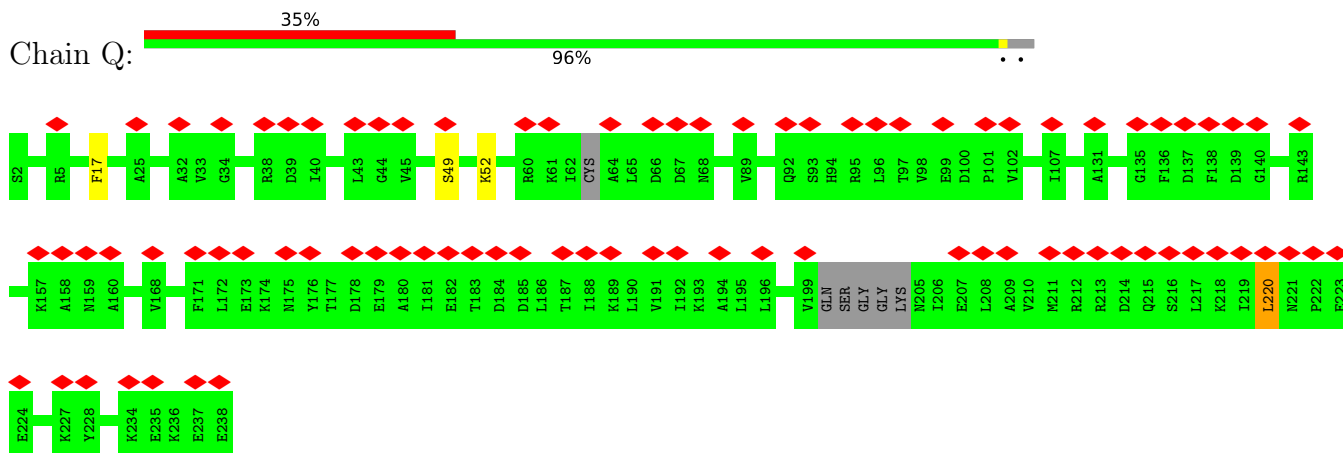 35%
Chain Q:
96%
S2 R5 F17 A25 A32 V33 G34 R38 D39 I40 L43 G44 V45 S49 K52 R60 K61 I62 CYS A64 L65 D66 D67 N68 V89 Q92 S93 H94 R95 L96 T97 V98 E99 D100 P101 V102 I107 A131 G135 F136 D137 F138 D139 G140 R143
K157 A158 N159 A160 V168 F171 L172 E173 K174 N175 Y176 T177 D178 E179 A180 I181 E182 T183 D184 D185 L186 T187 I188 K189 L190 V191 I192 K193 A194 L195 L196 V199 GLN SER GLY GLY LYS N205 I206 E207 L208 A209 V210 M211 R212 R213 D214 Q215 S216 L217 K218 I219 L220 N221 P222
E224 K227 Y228 K234 E235 K236 E237 E238